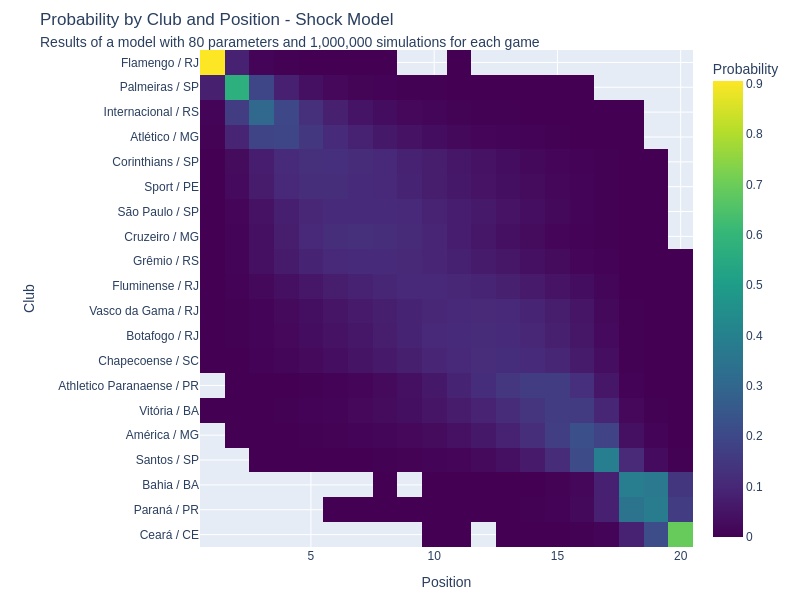 Probability by Club and Position - Shock Model
Results of a model with 80 parameters and 1,000,000 simulations for each game
Probability
Flamengo / RJ
Palmeiras / SP
Internacional / RS
Atlético / MG
Corinthians / SP
Sport / PE
São Paulo / SP
Cruzeiro / MG
Grêmio / RS
Fluminense / RJ
Vasco da Gama / RJ
Botafogo / RJ
Chapecoense / SC
Athletico Paranaense / PR
Vitória / BA
América / MG
Santos / SP
Bahia / BA
Paraná / PR
Ceará / CE
Club
5 10 15 20
Position
0.9
0.8
0.7
0.6
0.5
0.4
0.3
0.2
0.1
0